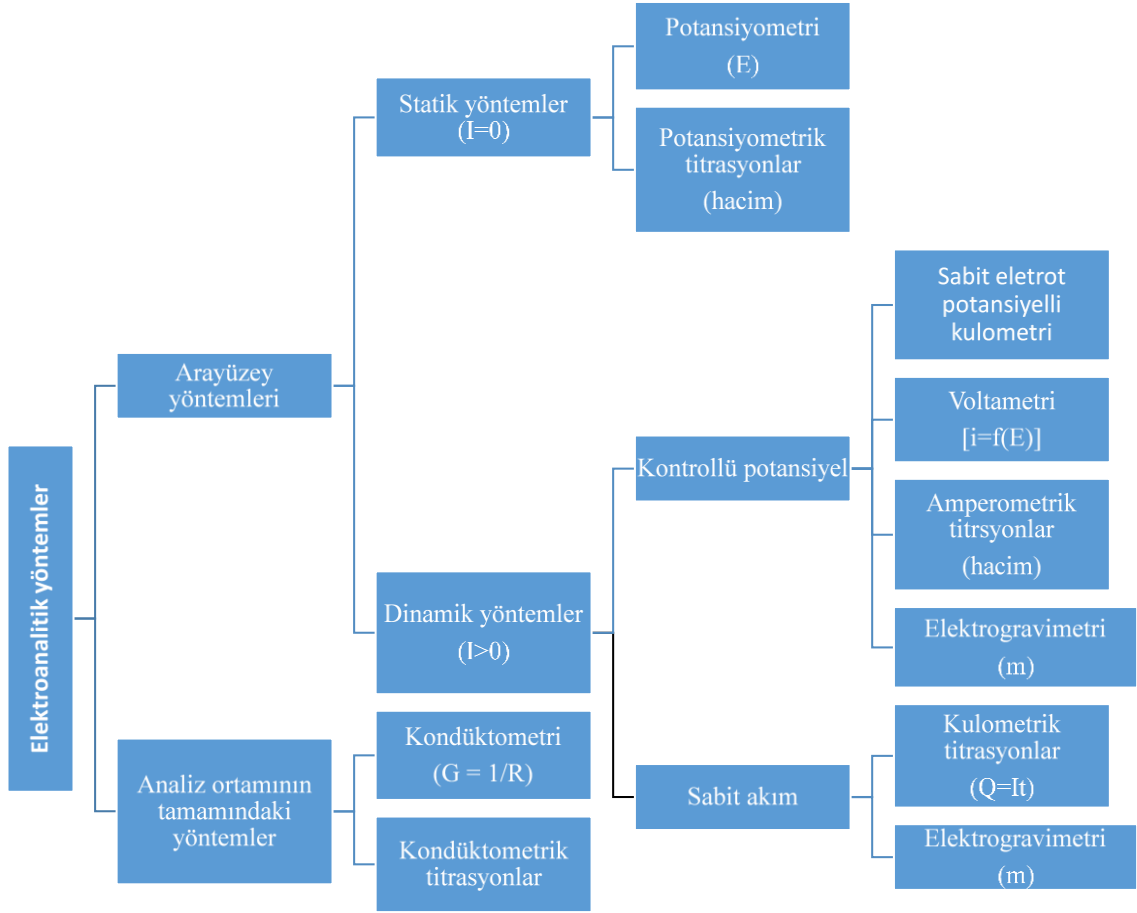 Elektroanalitik yöntemler
Arayüzey
yöntemleri
Statik yöntemler
(I=0)
Potansiyometri
(E)
Potansiyometrik
titrasyonlar
(hacim)
Dinamik yöntemler
(I>0)
Kontrollü potansiyel
Sabit eletrot
potansiyelli
kulometri
Voltametri
[i=f(E)]
Amperometrik
titrsyonlar
(hacim)
Elektrogravimetri
(m)
Sabit akım
Kulometrik
titrasyonlar
(Q=It)
Elektrogravimetri
(m)
Analiz ortamının
tamamındaki
yöntemler
Kondüktometri
(G = 1/R)
Kondüktometrik
titrasyonlar